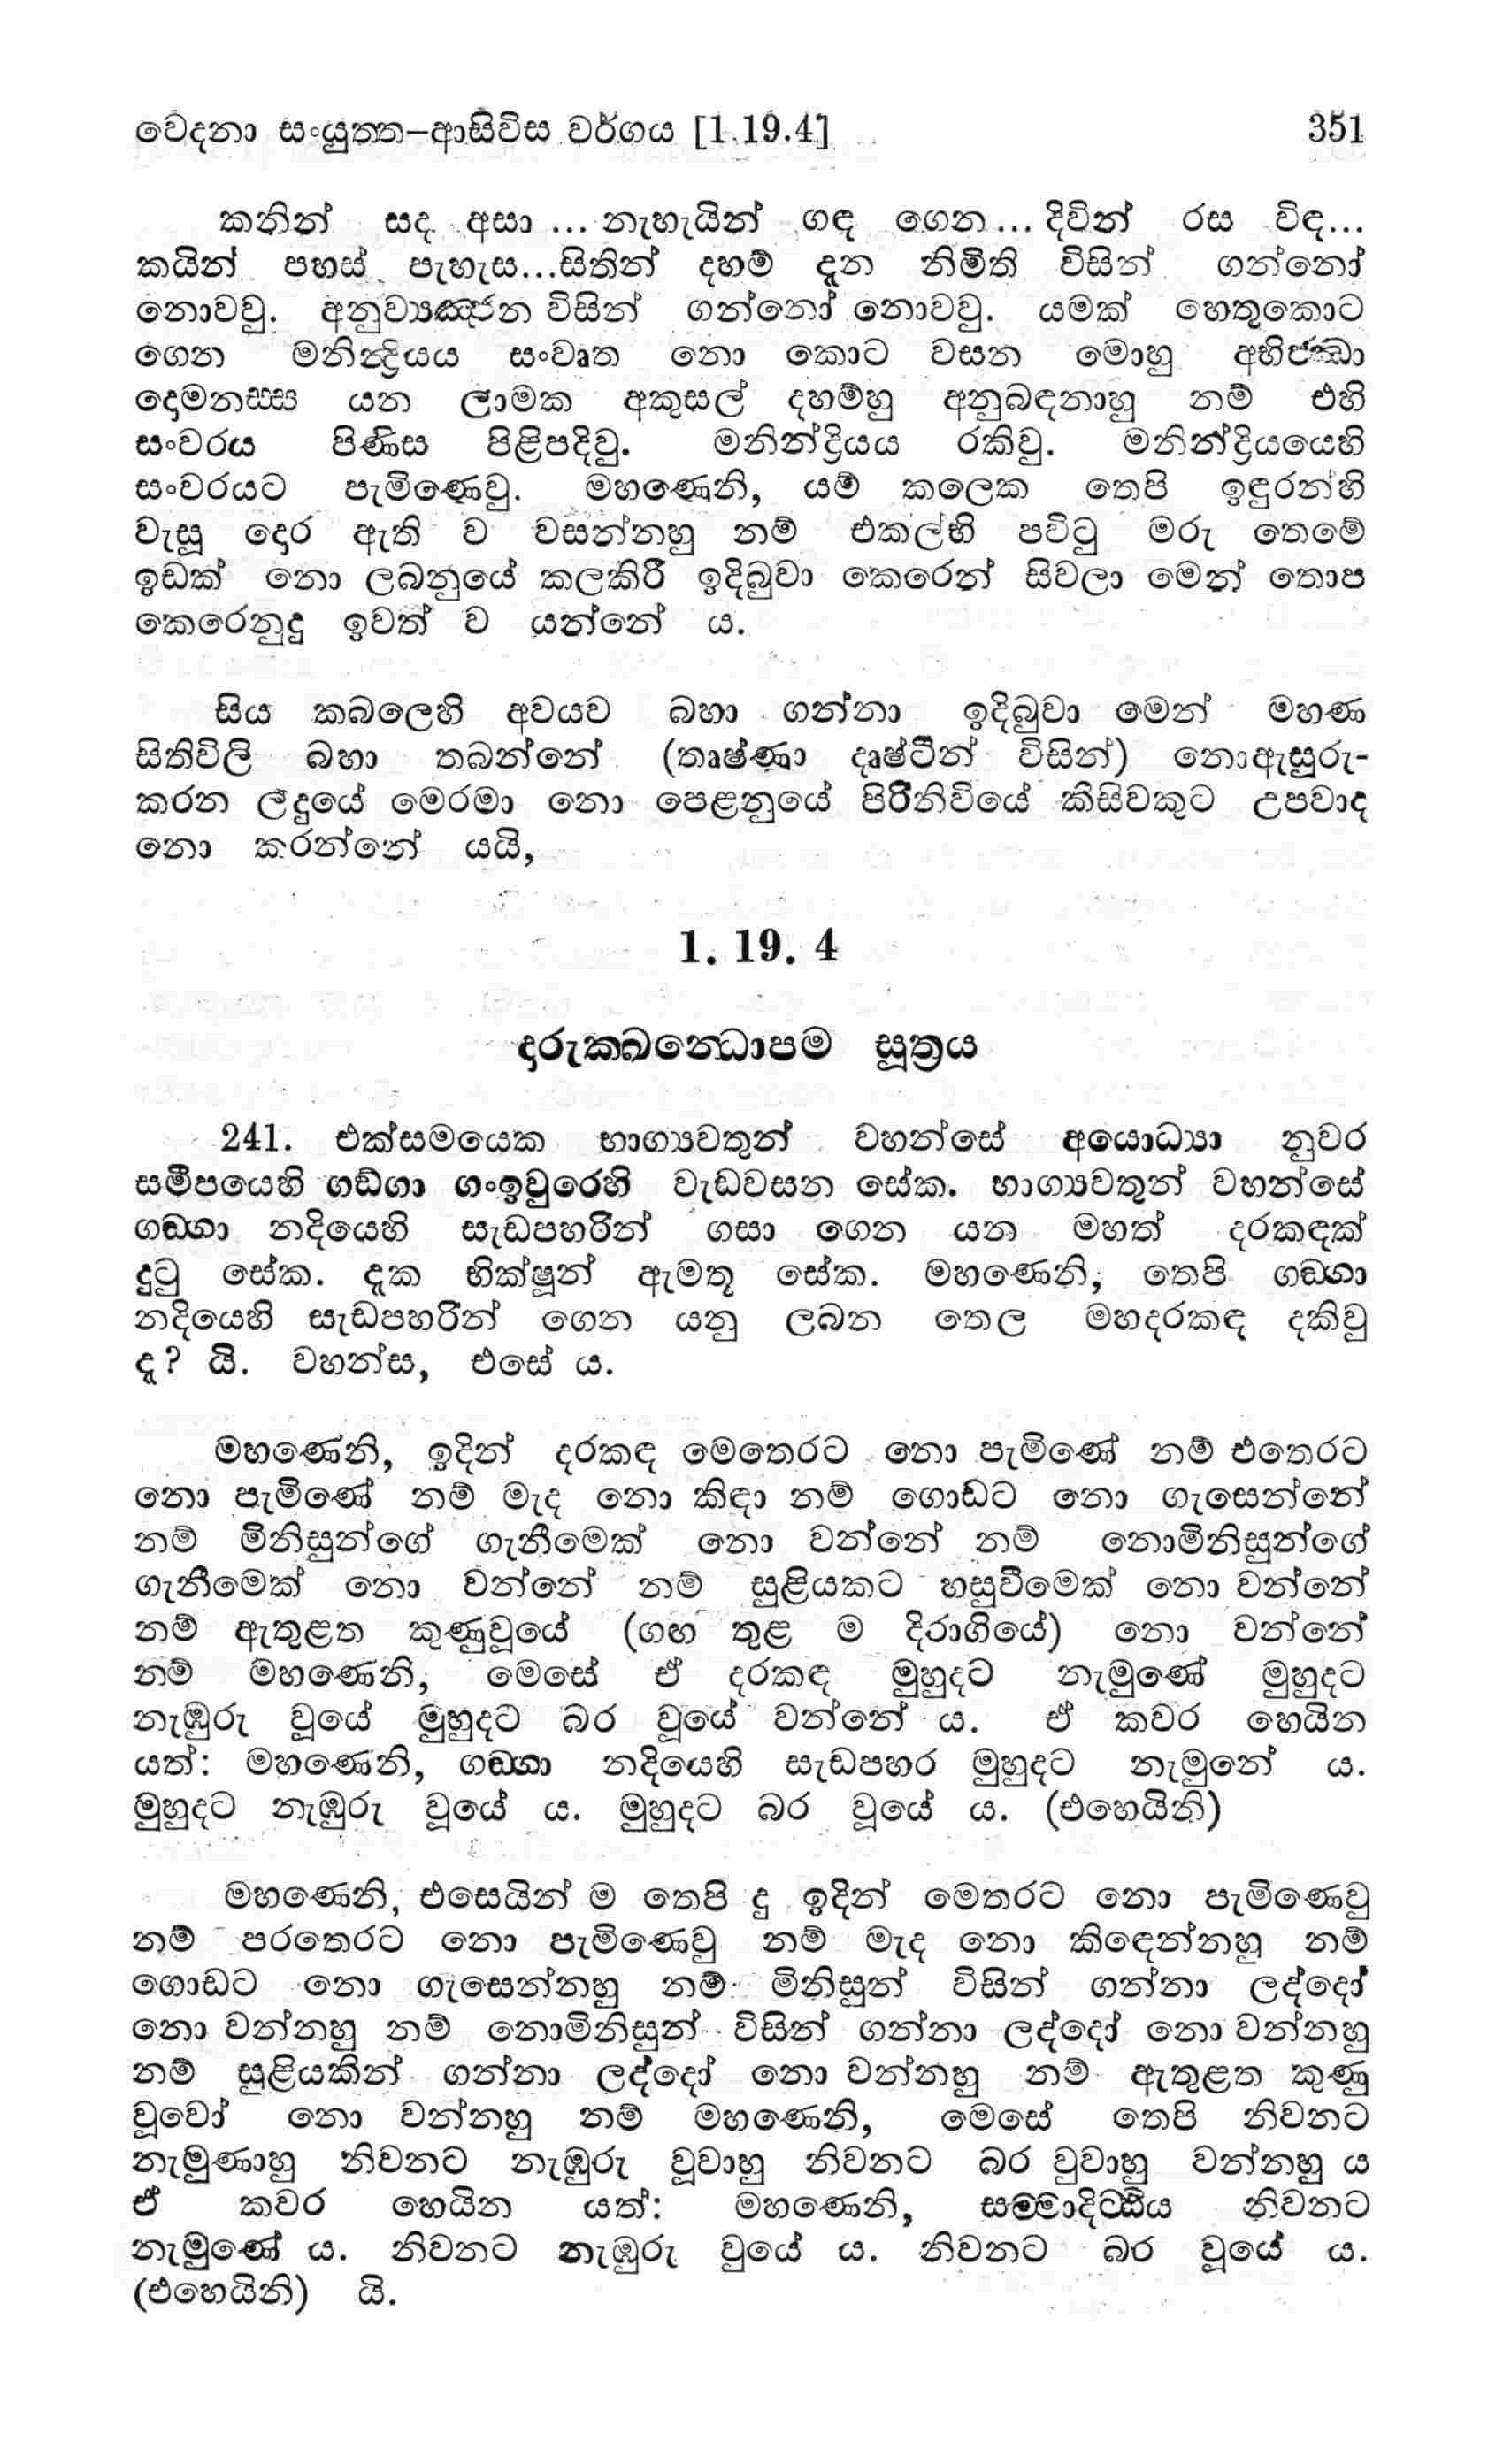 වෙදනා සංයුත්ත–ආසිවිස වර්ගය [1.19.4] 351
කනින් සද අසා ... නැහැයින් ගඳ ගෙන ... දිවින් රස විඳ...
කයින් පහස් පැහැස...සිතින් දහම් දැන නිමිති විසින් ගන්නෝ
නොවවු. අනුව්‍යඤ්ජන විසින් ගන්නෝ නොවවු. යමක් හෙතුකොට
ගෙන මනින්ද්‍රියය සංවෘත නො කොට වසන මොහු අභිජ්ඣා
දොමනස්ස යන ලාමක අකුසල් දහම්හු අනුබඳනාහු නම් එහි
සංවරය පිණිස පිළිපදිවු. මනින්ද්‍රියය රකිවු. මනින්ද්‍රියයෙහි
සංවරයට පැමිණෙවු. මහණෙනි, යම් කලෙක තෙපි ඉඳුරන්හි
වැසූ දොර ඇති ව වසන්නහු නම් එකල්හි පවිටු මරු තෙමේ
ඉඩක් නො ලබනුයේ කලකිරී ඉදිබුවා කෙරෙන් සිවලා මෙන් තොප
කෙරෙනුදු ඉවත් ව යන්නේ ය.
සිය කබලෙහි අවයව බහා ගන්නා ඉදිබුවා මෙන් මහණ
සිතිවිලි බහා තබන්නේ (තෘෂ්ණා දෘෂ්ටීන් විසින්) නොඇසුරු-
කරන ලදුයේ මෙරමා නො පෙළනුයේ පිරිනිවියේ කිසිවකුට උපවාද
නො කරන්නේ යයි,
1. 19. 4
දාරුක්ඛන්ධොපම සූත්‍රය
241. එක්සමයෙක භාග්‍යවතුන් වහන්සේ අයොධ්‍යා නුවර
සමීපයෙහි ගඞ්ගා ගංඉවුරෙහි වැඩවසන සේක. භාග්‍යවතුන් වහන්සේ
ගඞ්ගා නදියෙහි සැඩපහරින් ගසා ගෙන යන මහත් දරකඳක්
දුටු සේක. දැක භික්ෂූන් ඇමතූ සේක. මහණෙනි, තෙපි ගඞ්ගා
නදියෙහි සැඩපහරින් ගෙන යනු ලබන තෙල මහදරකඳ දකිවු
දැ? යි. වහන්ස, එසේ ය.
මහණෙනි, ඉදින් දරකඳ මෙතෙරට නො පැමිණේ නම් එතෙරට
නො පැමිණේ නම් මැද නො කිඳා නම් ගොඩට නො ගැසෙන්නේ
නම් මිනිසුන්ගේ ගැනීමෙක් නො වන්නේ නම් නොමිනිසුන්ගේ
ගැනීමෙක් නො වන්නේ නම් සුළියකට හසුවීමෙක් නො වන්නේ
නම් ඇතුළත කුණුවූයේ (ගඟ තුළ ම දිරාගියේ) නො වන්නේ
නම් මහණෙනි, මෙසේ ඒ දරකඳ මුහුදට නැමුණේ මුහුදට
නැඹුරු වූයේ මුහුදට බර වූයේ වන්නේ ය. ඒ කවර හෙයින
යත්: මහණෙනි, ගඞ්ගා නදියෙහි සැඩපහර මුහුදට නැමුනේ ය.
මුහුදට නැඹුරු වූයේ ය. මුහුදට බර වූයේ ය. (එහෙයිනි)
මහණෙනි, එසෙයින් ම තෙපි දු ඉදින් මෙතරට නො පැමිණෙවු
නම් පරතෙරට නො පැමිණෙවු නම් මැද නො කිඳෙන්නහු නම්
ගොඩට නො ගැසෙන්නහු නම් මිනිසුන් විසින් ගන්නා ලද්දෝ
නො වන්නහු නම් නොමිනිසුන් විසින් ගන්නා ලද්දෝ නො වන්නහු
නම් සුළියකින් ගන්නා ලද්දෝ නො වන්නහු නම් ඇතුළත කුණු
වූවෝ නො වන්නහු නම් මහණෙනි, මෙසේ තෙපි නිවනට
නැමුණාහු නිවනට නැඹුරු වූවාහු නිවනට බර වුවාහු වන්නහු ය
ඒ කවර හෙයින යත්: මහණෙනි, සම්මාදිට්ඨිය නිවනට
නැමුණේ ය. නිවනට නැඹුරු වුයේ ය. නිවනට බර වූයේ ය.
(එහෙයිනි) යි.